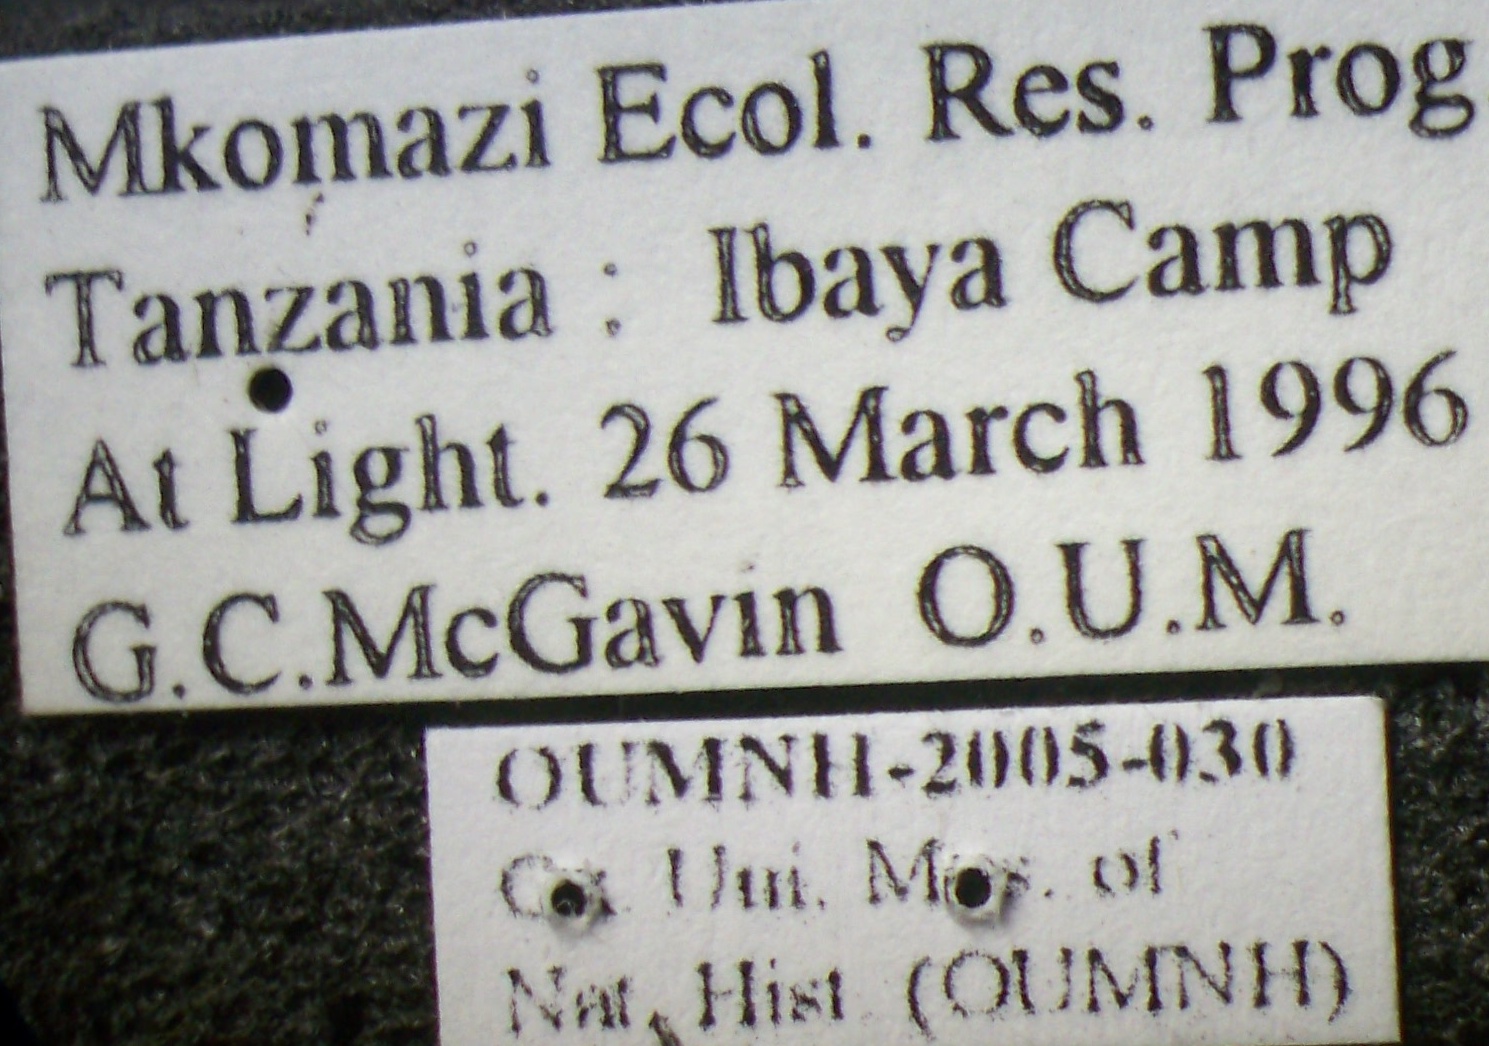 Mkomazi Ecol. Res. Prog.
Tanzania : Ibaya Camp
At Light. 26 March 1996
G.C.McGavin O.U.M.
OUMNH-2005-030
Uni. of
Nat. Hist (OUMNH)